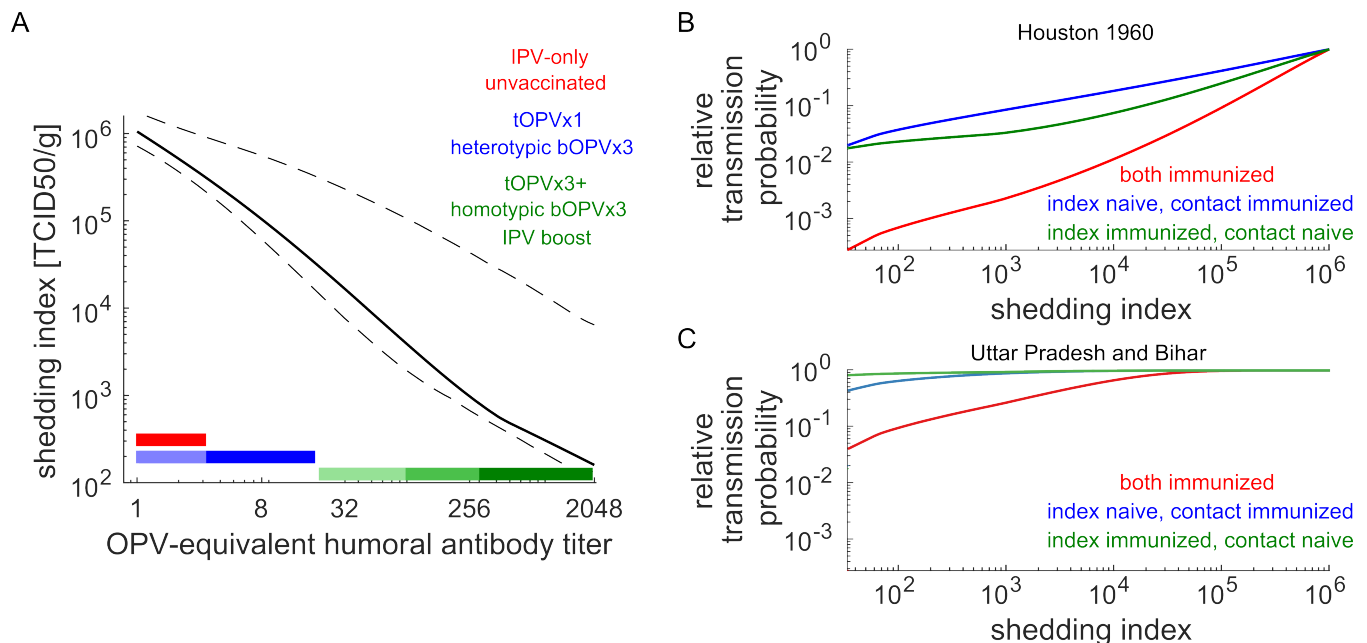 A
IPV-only
unvaccinated
tOPVx1
heterotypic bOPVx3
tOPVx3+
homotypic bOPVx3
IPV boost
shedding index [TCID50/g]
10^6
10^5
10^4
10^3
10^2
1
8
32
256
2048
OPV-equivalent humoral antibody titer
B
Houston 1960
relative
transmission
probability
10^0
10^-1
10^-2
10^-3
both immunized
index naive, contact immunized
index immunized, contact naive
10^2
10^3
10^4
10^5
10^6
shedding index
C
Uttar Pradesh and Bihar
relative
transmission
probability
10^0
10^-1
10^-2
10^-3
both immunized
index naive, contact immunized
index immunized, contact naive
10^2
10^3
10^4
10^5
10^6
shedding index